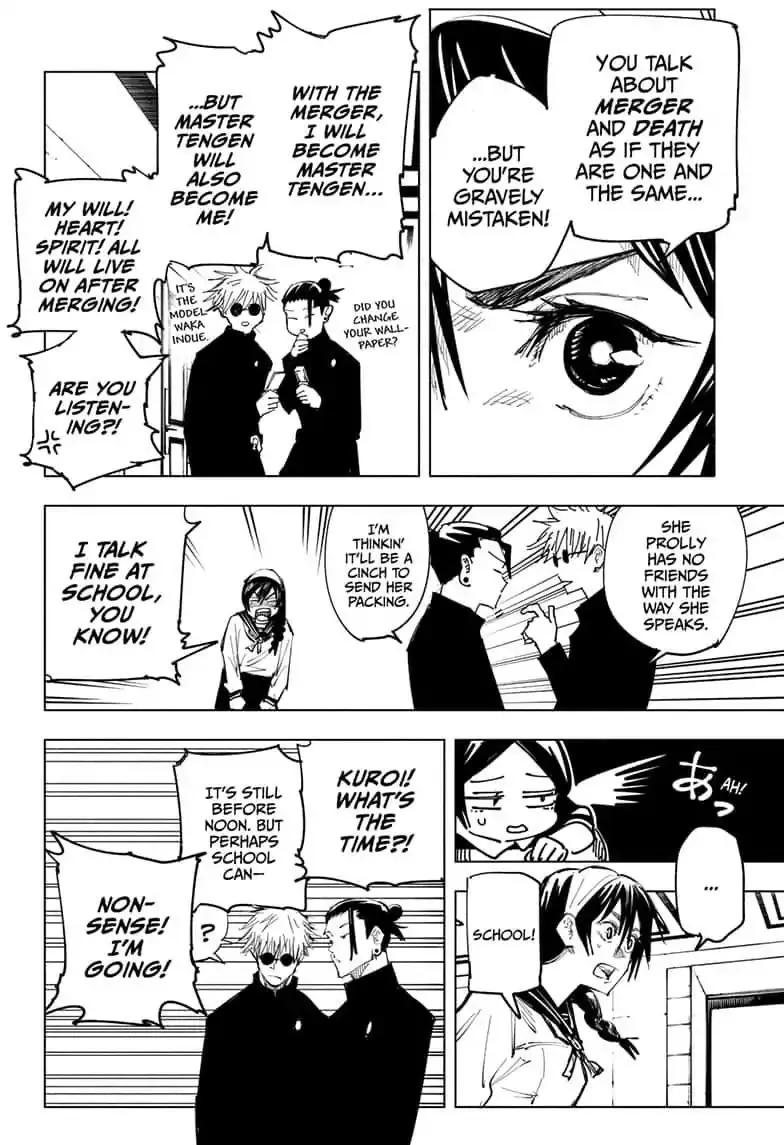 YOU TALK
ABOUT
MERGER
AND DEATH
AS IF THEY
ARE ONE AND
THE SAME...
...BUT
YOU'RE
GRAVELY
MISTAKEN!
WITH THE
MERGER,
I WILL
BECOME
MASTER
TENGEN...
...BUT
MASTER
TENGEN
WILL
ALSO
BECOME
ME!
DID YOU
CHANGE
YOUR WALL-
PAPER?
IT'S
THE
MODEL
WAKA
INOUE.
MY WILL!
HEART!
SPIRIT! ALL
WILL LIVE
ON AFTER
MERGING!
ARE YOU
LISTEN-
ING?!
SHE
PROLLY
HAS NO
FRIENDS
WITH THE
WAY SHE
SPEAKS.
I'M
THINKIN'
IT'LL BE A
CINCH TO
SEND HER
PACKING.
I TALK
FINE AT
SCHOOL,
YOU
KNOW!
あっ
AH!
...
SCHOOL!
KUROI!
WHAT'S
THE
TIME?!
IT'S STILL
BEFORE
NOON. BUT
PERHAPS
SCHOOL
CAN—
?
NON-
SENSE!
I'M
GOING!